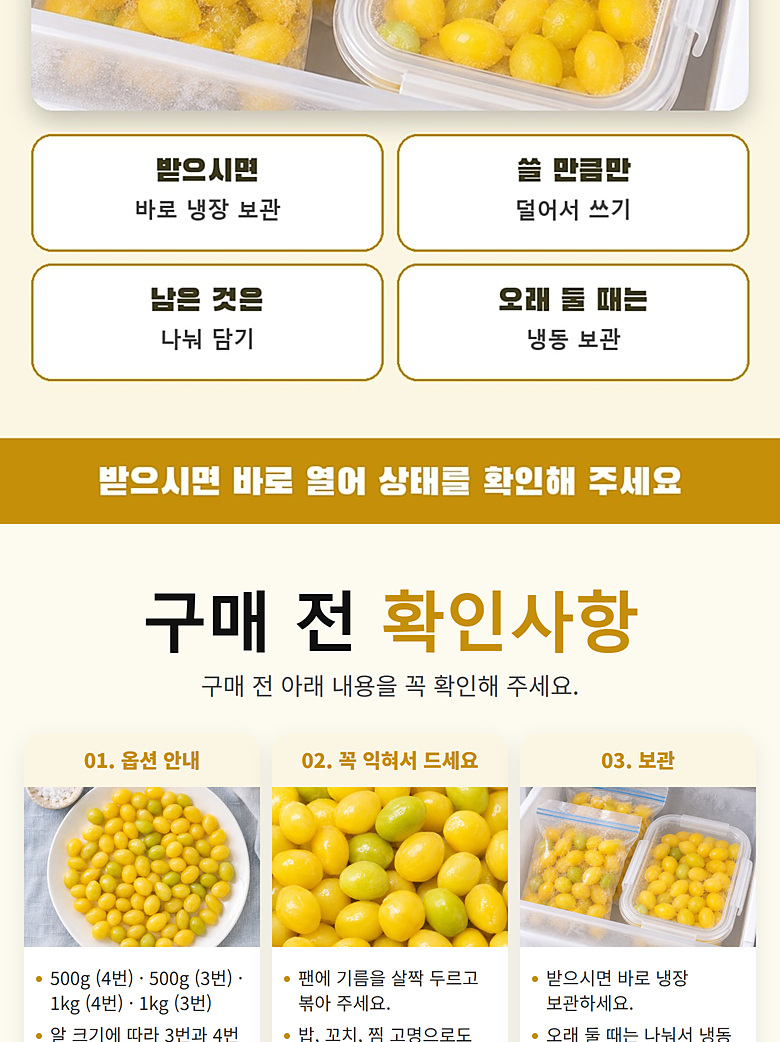 받으시면
바로 냉장 보관
쓸 만큼만
덜어서 쓰기
남은 것은
나눠 담기
오래 둘 때는
냉동 보관
받으시면 바로 열어 상태를 확인해 주세요
구매 전 확인사항
구매 전 아래 내용을 꼭 확인해 주세요.
01. 옵션 안내
• 500g (4번) · 500g (3번) ·
1kg (4번) · 1kg (3번)
• 알 크기에 따라 3번과 4번
02. 꼭 익혀서 드세요
• 팬에 기름을 살짝 두르고
볶아 주세요.
• 밥, 꼬치, 찜 고명으로도
03. 보관
• 받으시면 바로 냉장
보관하세요.
• 오래 둘 때는 나눠서 냉동